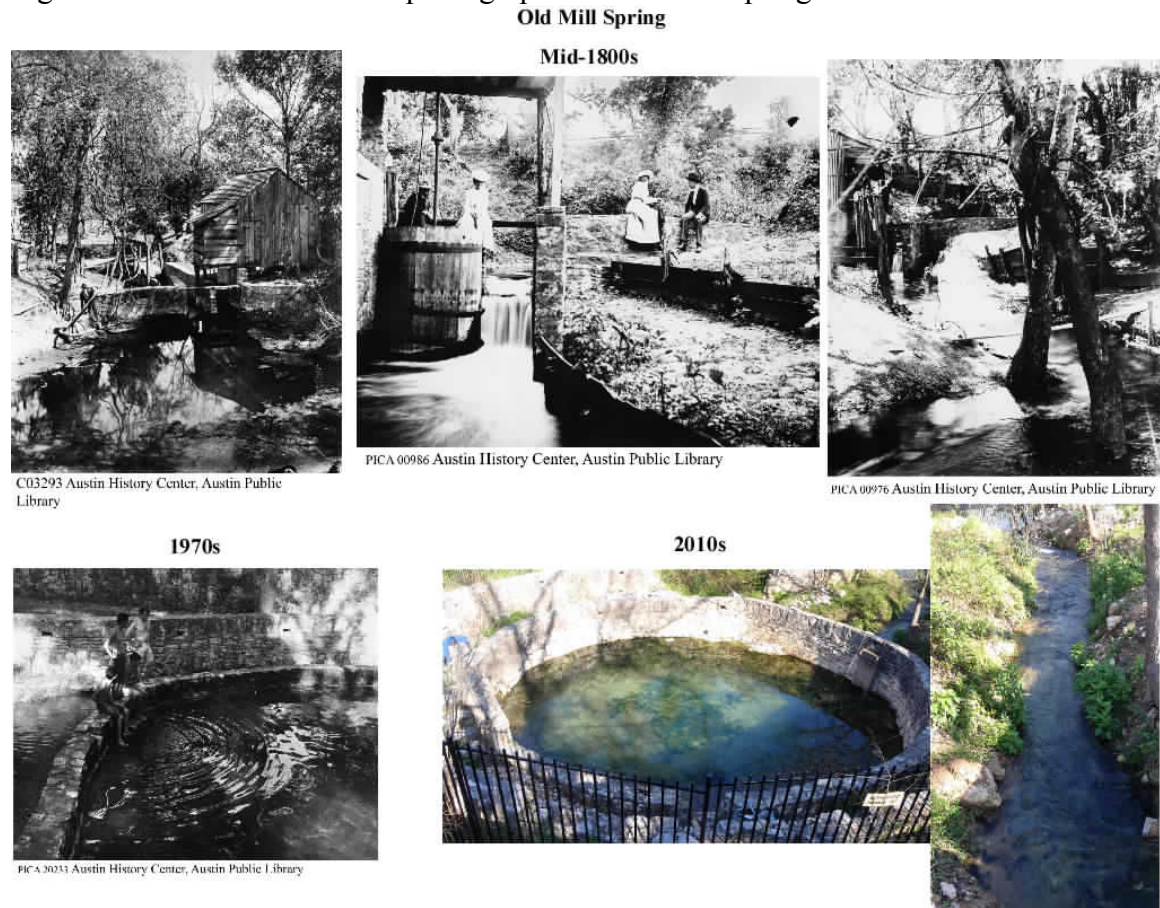 Old Mill Spring
Mid-1800s
C03293 Austin History Center, Austin Public
Library
PICA 00986 Austin History Center, Austin Public Library
PICA 00976 Austin History Center, Austin Public Library
1970s
2010s
PICA 20233 Austin History Center, Austin Public Library